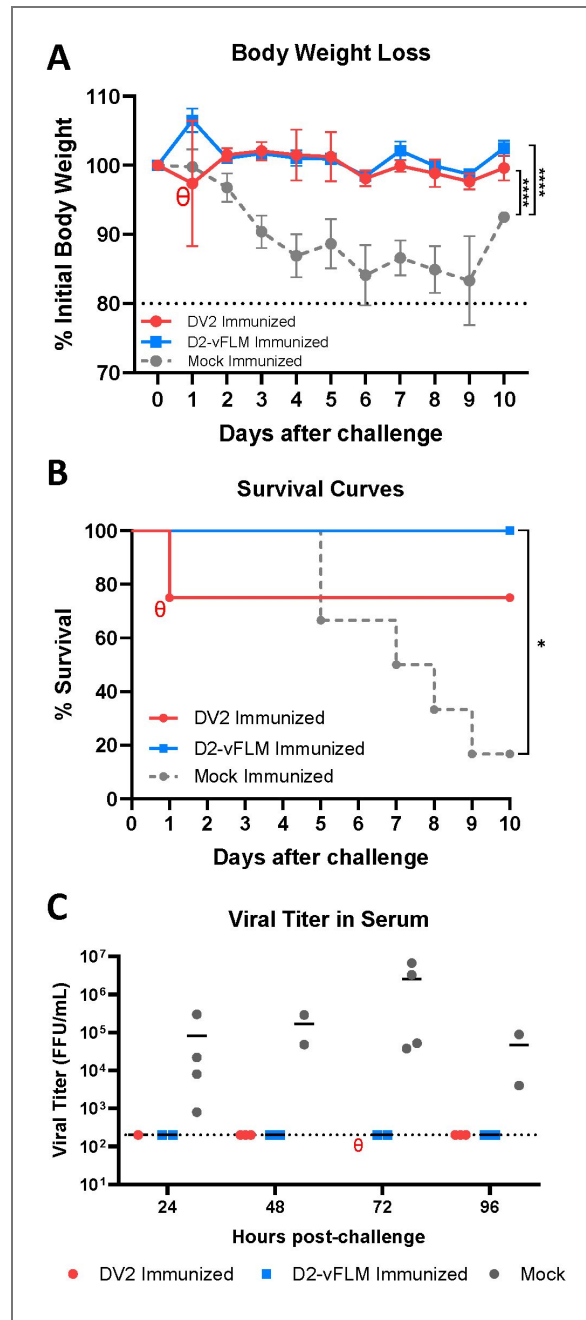 A
Body Weight Loss
% Initial Body Weight
110
100
90
80
70
θ
****
****
DV2 Immunized
D2-vFLM Immunized
Mock Immunized
0 1 2 3 4 5 6 7 8 9 10
Days after challenge
B
Survival Curves
% Survival
100
80
60
40
20
0
θ
*
DV2 Immunized
D2-vFLM Immunized
Mock Immunized
0 1 2 3 4 5 6 7 8 9 10
Days after challenge
C
Viral Titer in Serum
Viral Titer (FFU/mL)
10⁷
10⁶
10⁵
10⁴
10³
10²
10¹
θ
24 48 72 96
Hours post-challenge
DV2 Immunized D2-vFLM Immunized Mock